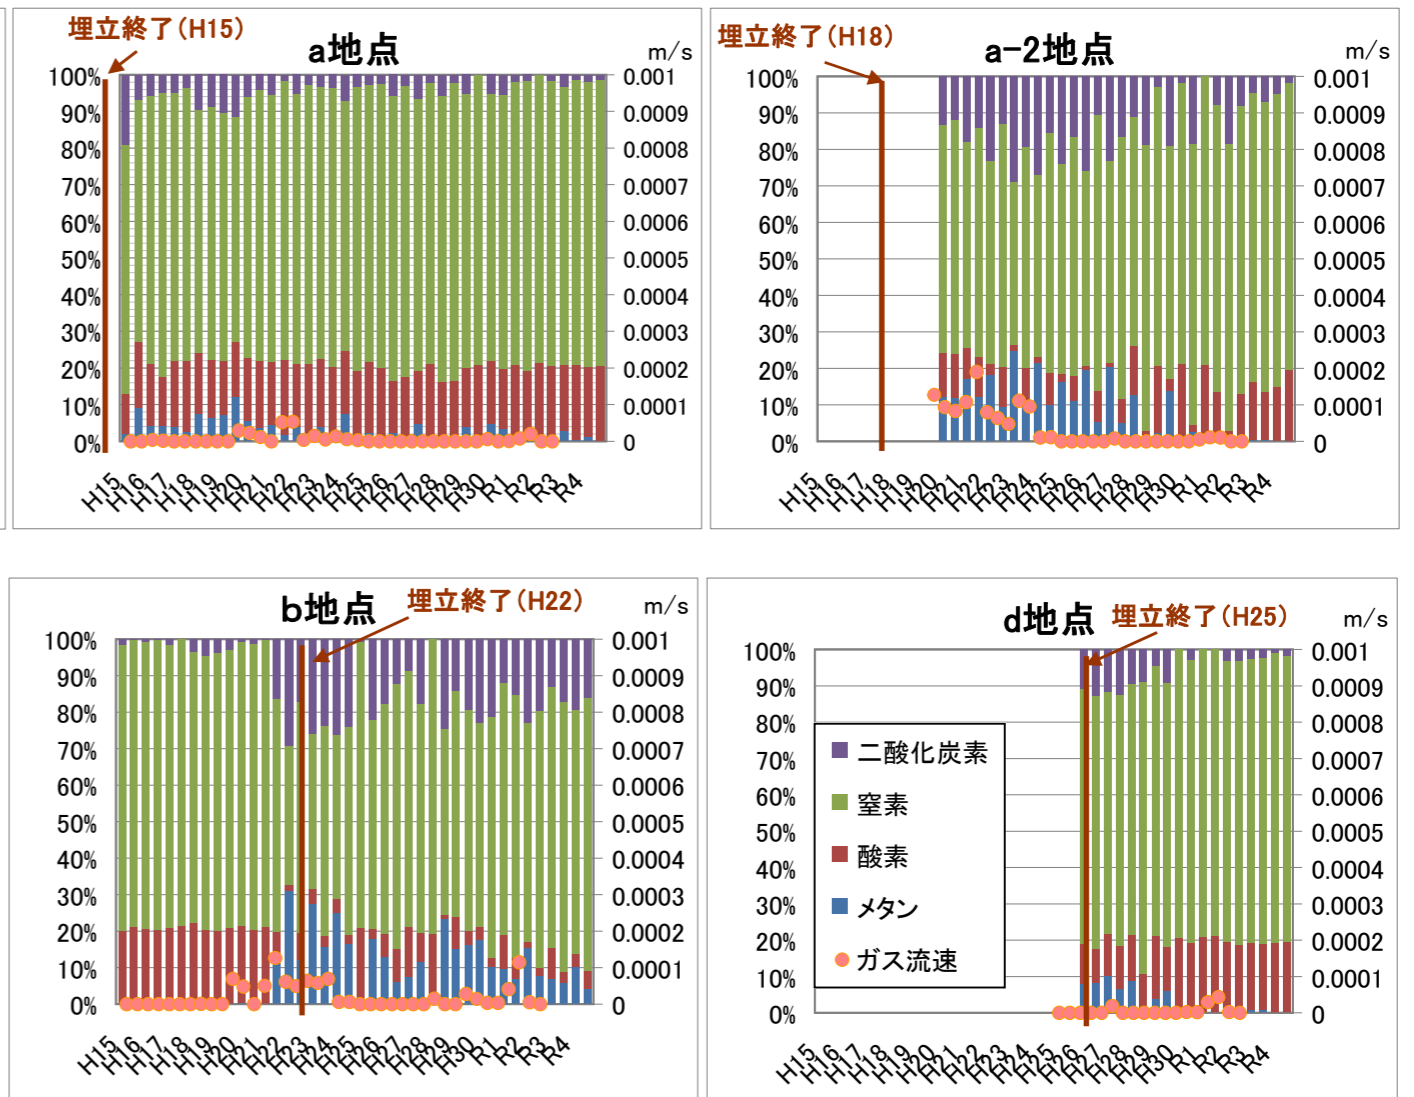 埋立終了(H15)
a地点
m/s
100%
90%
80%
70%
60%
50%
40%
30%
20%
10%
0%
0.001
0.0009
0.0008
0.0007
0.0006
0.0005
0.0004
0.0003
0.0002
0.0001
0
H15
H16
H17
H18
H19
H20
H21
H22
H23
H24
H25
H26
H27
H28
H29
H30
R1
R2
R3
R4
埋立終了(H18)
a-2地点
m/s
100%
90%
80%
70%
60%
50%
40%
30%
20%
10%
0%
0.001
0.0009
0.0008
0.0007
0.0006
0.0005
0.0004
0.0003
0.0002
0.0001
0
H15
H16
H17
H18
H19
H20
H21
H22
H23
H24
H25
H26
H27
H28
H29
H30
R1
R2
R3
R4
b地点
埋立終了(H22)
m/s
100%
90%
80%
70%
60%
50%
40%
30%
20%
10%
0%
0.001
0.0009
0.0008
0.0007
0.0006
0.0005
0.0004
0.0003
0.0002
0.0001
0
H15
H16
H17
H18
H19
H20
H21
H22
H23
H24
H25
H26
H27
H28
H29
H30
R1
R2
R3
R4
d地点
埋立終了(H25)
m/s
100%
90%
80%
70%
60%
50%
40%
30%
20%
10%
0%
二酸化炭素
窒素
酸素
メタン
ガス流速
0.001
0.0009
0.0008
0.0007
0.0006
0.0005
0.0004
0.0003
0.0002
0.0001
0
H15
H16
H17
H18
H19
H20
H21
H22
H23
H24
H25
H26
H27
H28
H29
H30
R1
R2
R3
R4